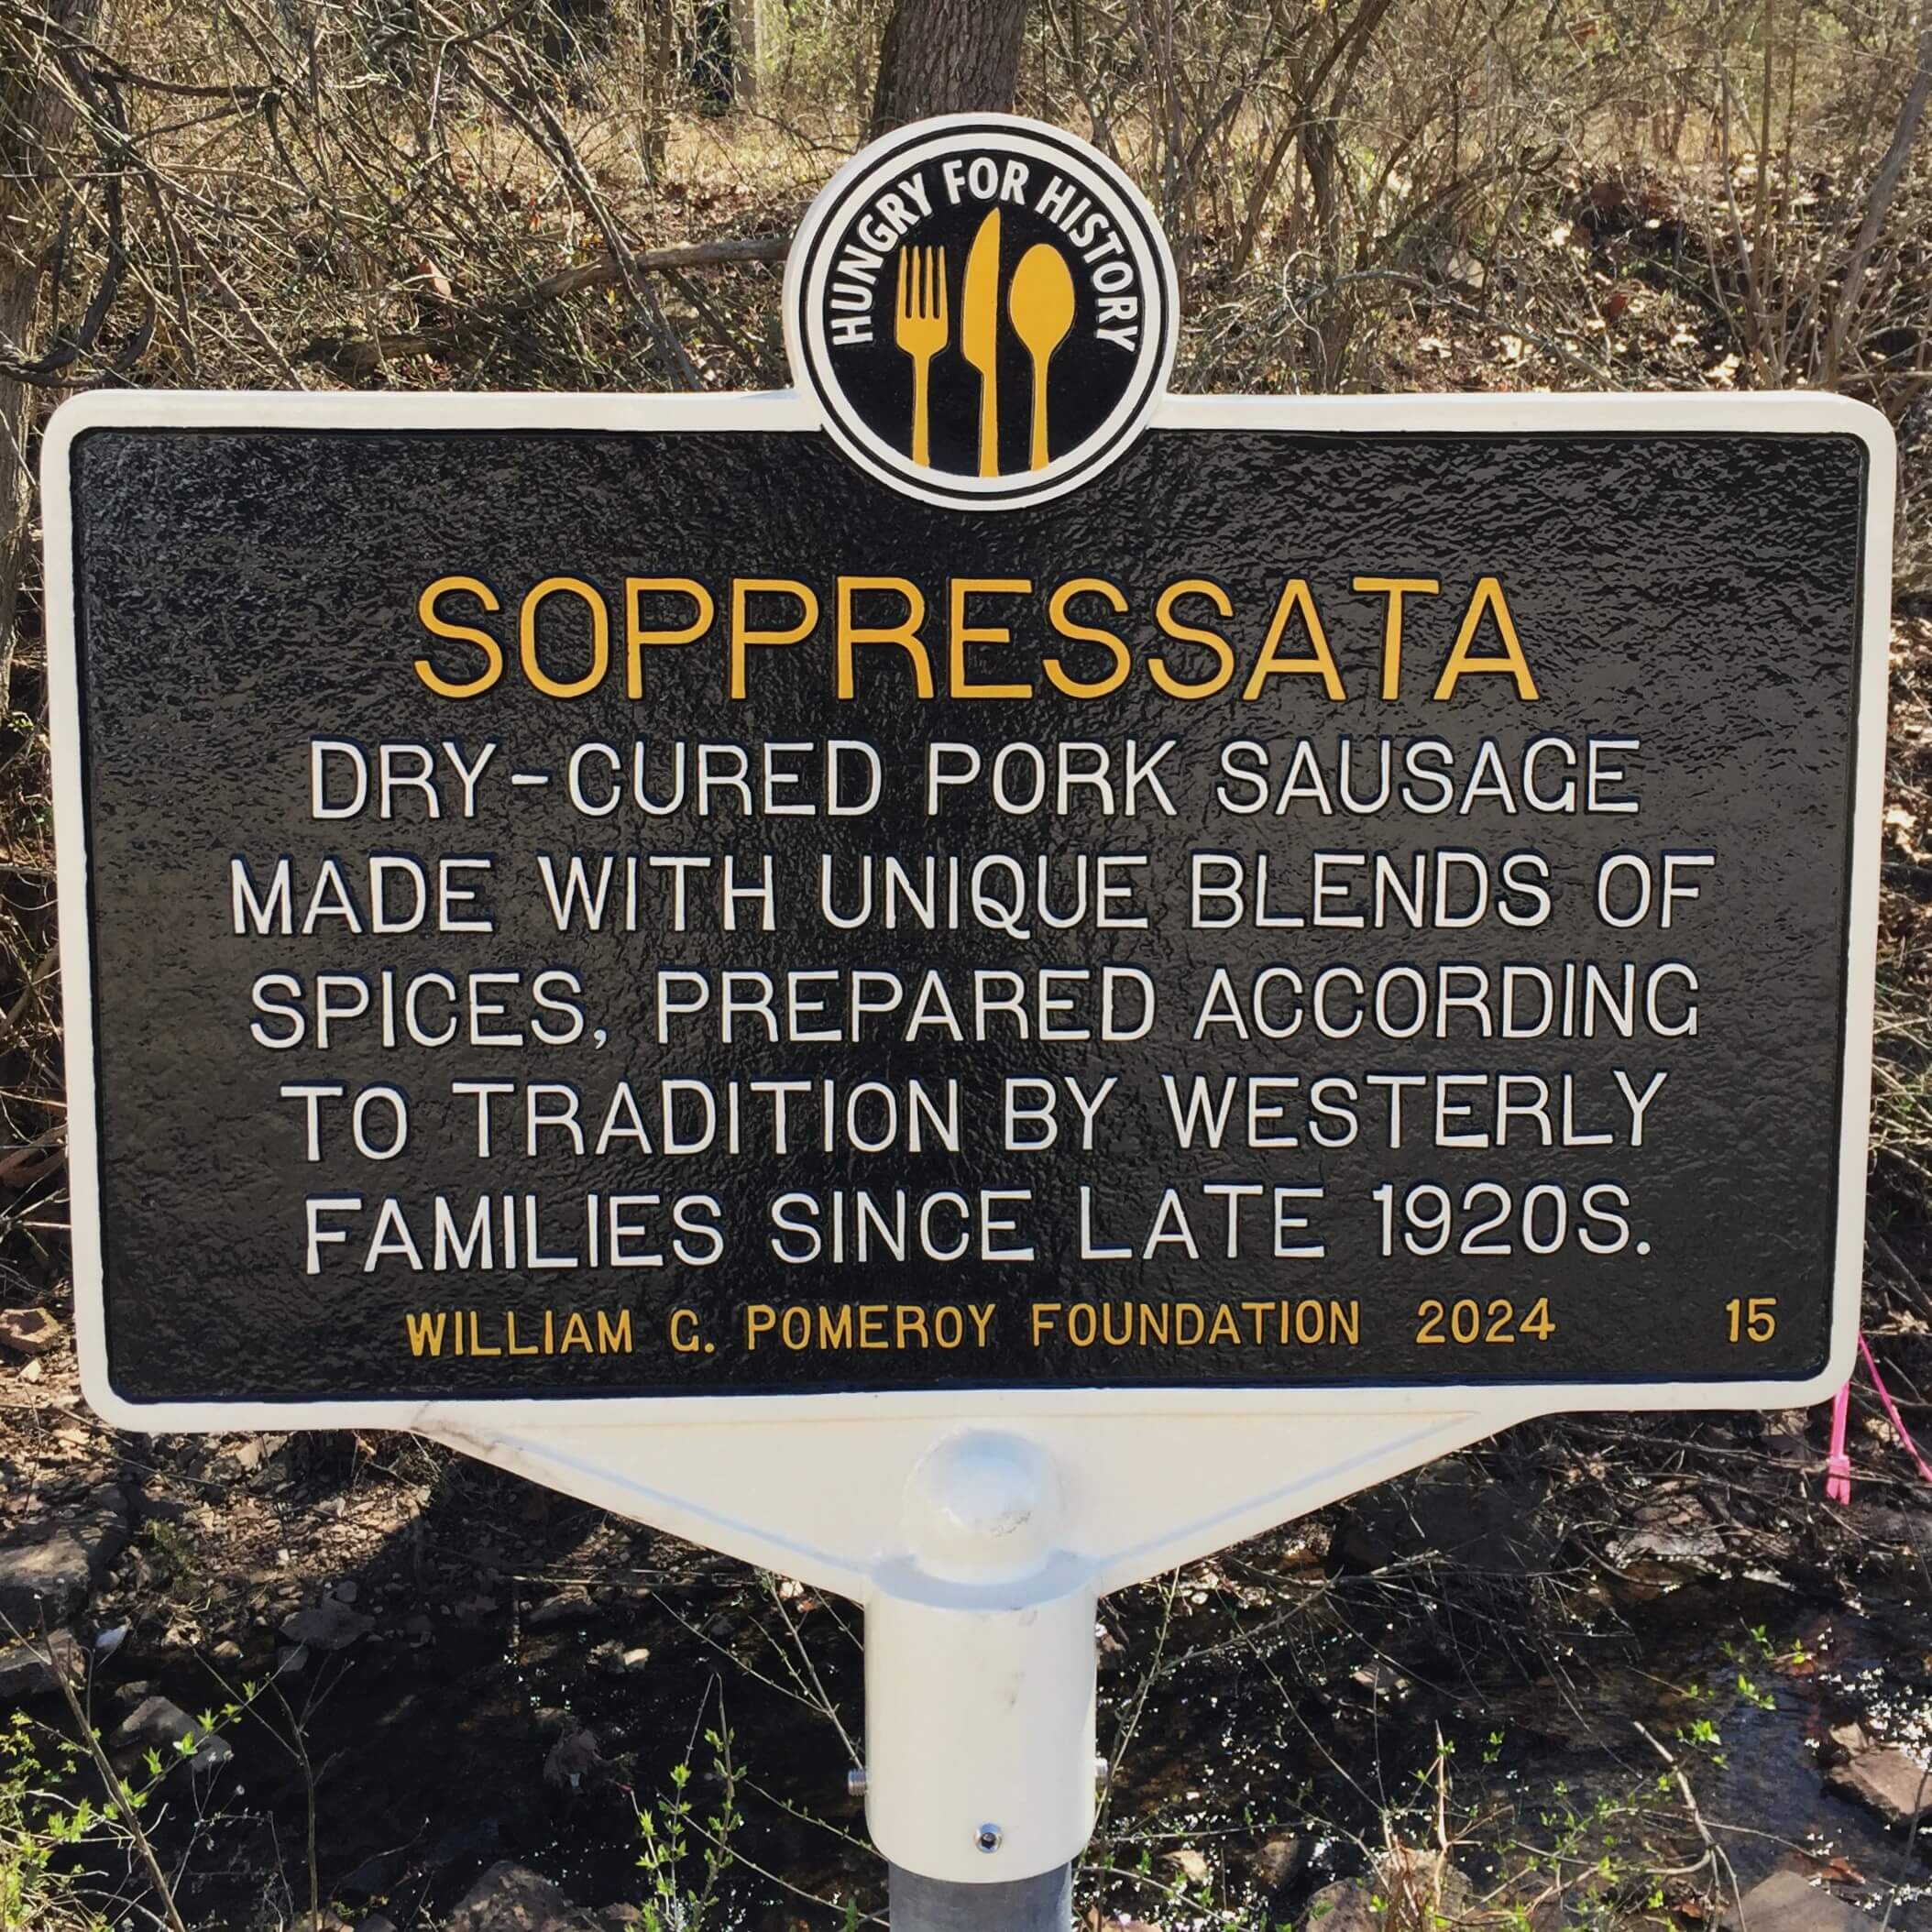 HUNGRY FOR HISTORY
SOPPRESSATA
DRY-CURED PORK SAUSAGE
MADE WITH UNIQUE BLENDS OF
SPICES, PREPARED ACCORDING
TO TRADITION BY WESTERLY
FAMILIES SINCE LATE 1920S.
WILLIAM G. POMEROY FOUNDATION 2024 15